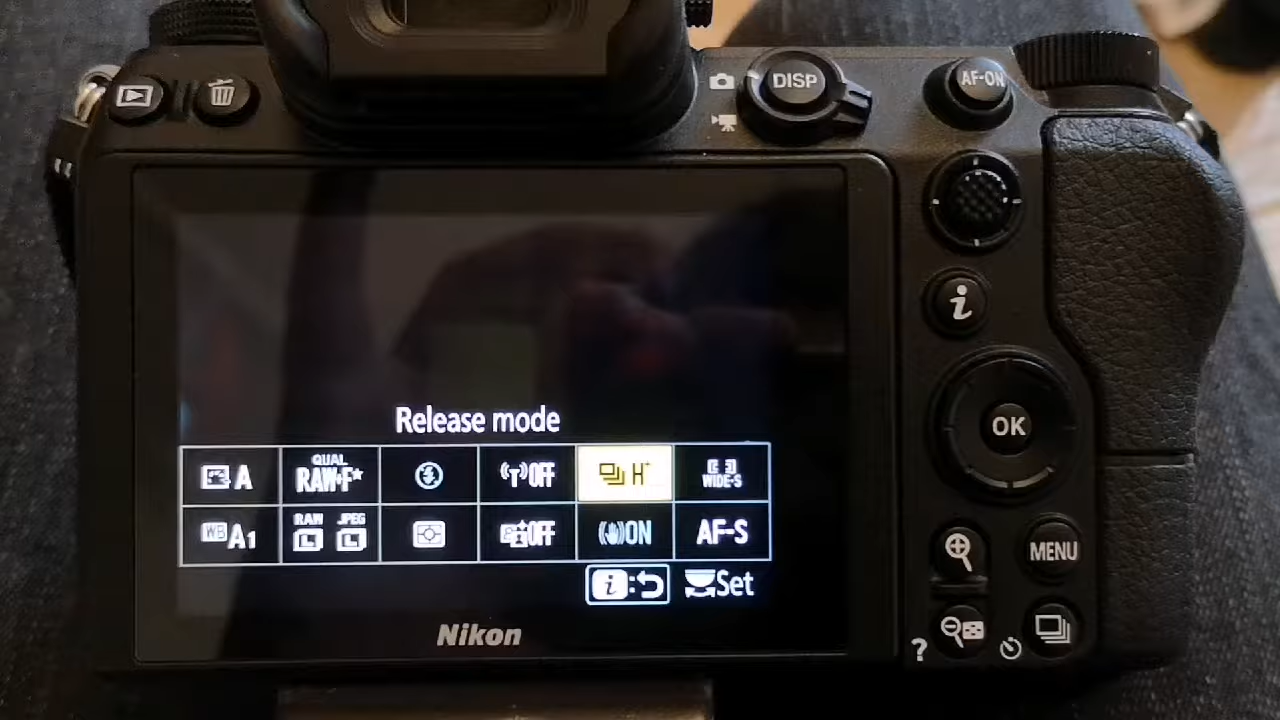 DISP
AF-ON
i
Release mode
A
QUAL
RAW+F★
(T)OFF
H*
WIDE-S
WB A1
RAW JPEG
L L
OFF
ON
AF-S
i:
Set
OK
MENU
Nikon
?